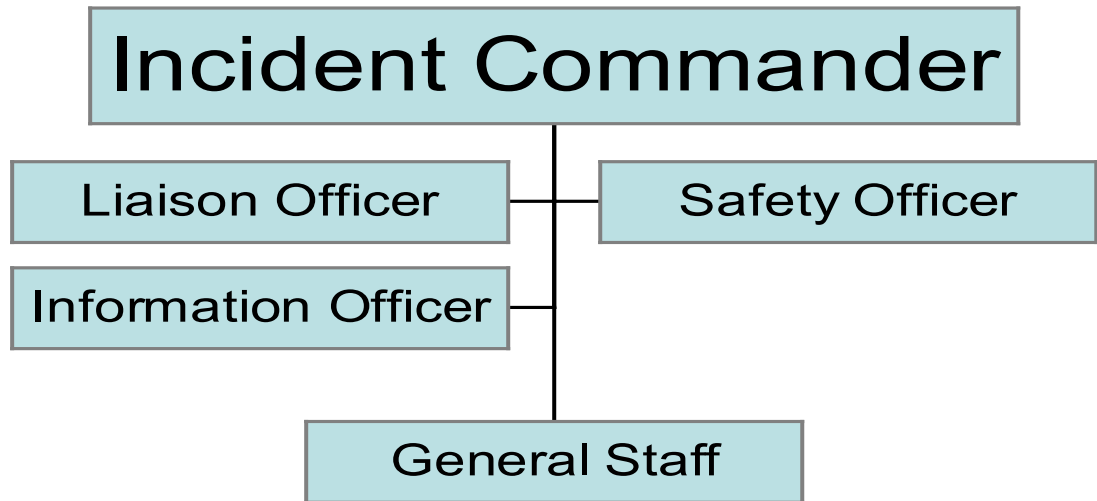 Incident Commander
Liaison Officer
Safety Officer
Information Officer
General Staff